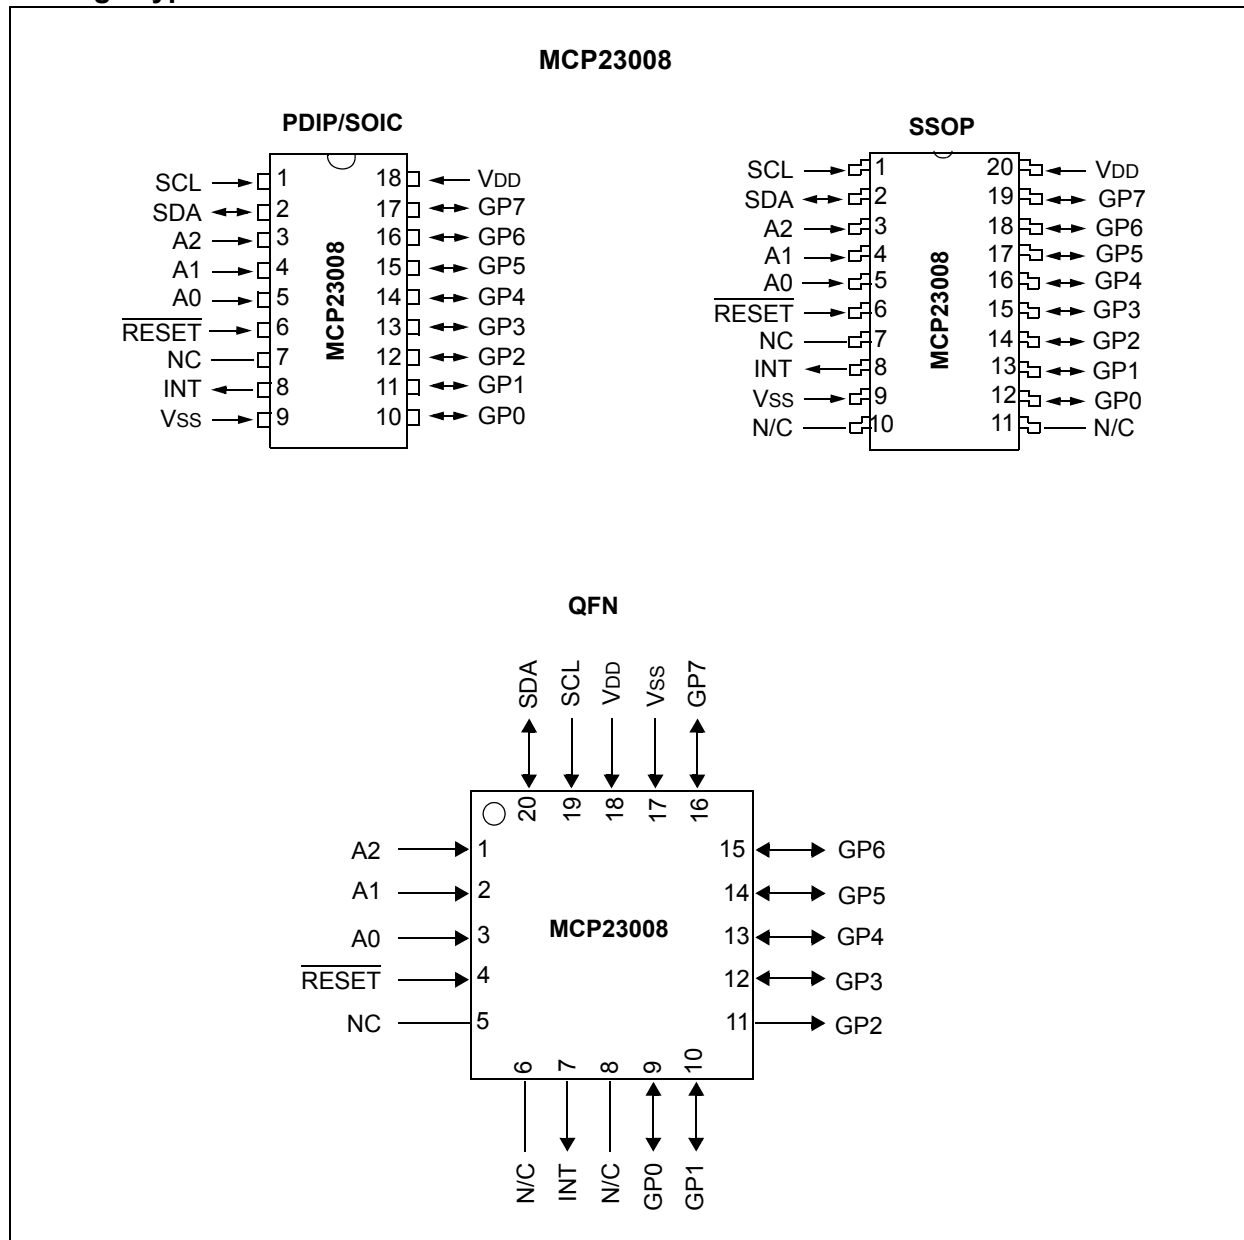 MCP23008
PDIP/SOIC
SCL 1 18 VDD
SDA 2 17 GP7
A2 3 16 GP6
A1 4 15 GP5
A0 5 14 GP4
RESET 6 13 GP3
NC 7 12 GP2
INT 8 11 GP1
VSS 9 10 GP0
MCP23008
SSOP
SCL 1 20 VDD
SDA 2 19 GP7
A2 3 18 GP6
A1 4 17 GP5
A0 5 16 GP4
RESET 6 15 GP3
NC 7 14 GP2
INT 8 13 GP1
VSS 9 12 GP0
N/C 10 11 N/C
MCP23008
QFN
SDA SCL VDD VSS GP7
20 19 18 17 16
A2 1 15 GP6
A1 2 14 GP5
MCP23008
A0 3 13 GP4
RESET 4 12 GP3
NC 5 11 GP2
6 7 8 9 10
N/C INT N/C GP0 GP1